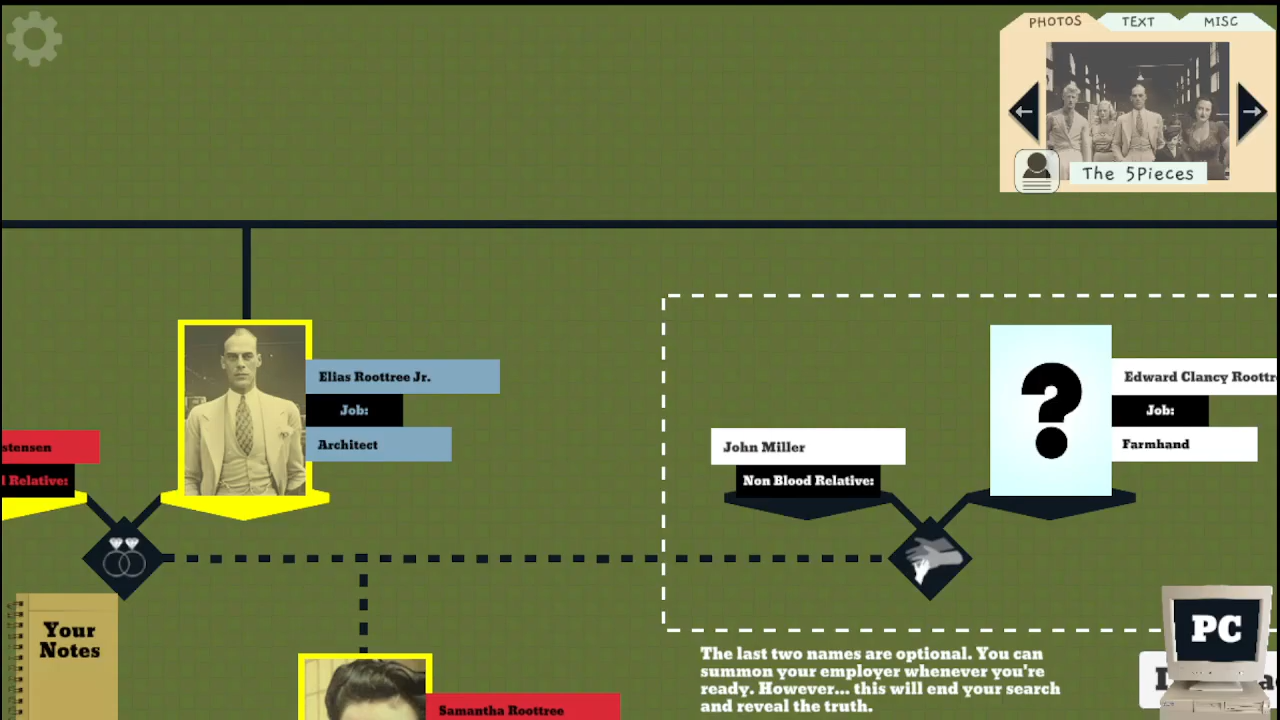 PHOTOS TEXT MISC
The 5Pieces
Elias Roottree Jr.
Job:
Architect
stensen
l Relative:
Edward Clancy Roottr
Job:
Farmhand
John Miller
Non Blood Relative:
Your
Notes
Samantha Roottree
The last two names are optional. You can
summon your employer whenever you're
ready. However... this will end your search
and reveal the truth.
PC